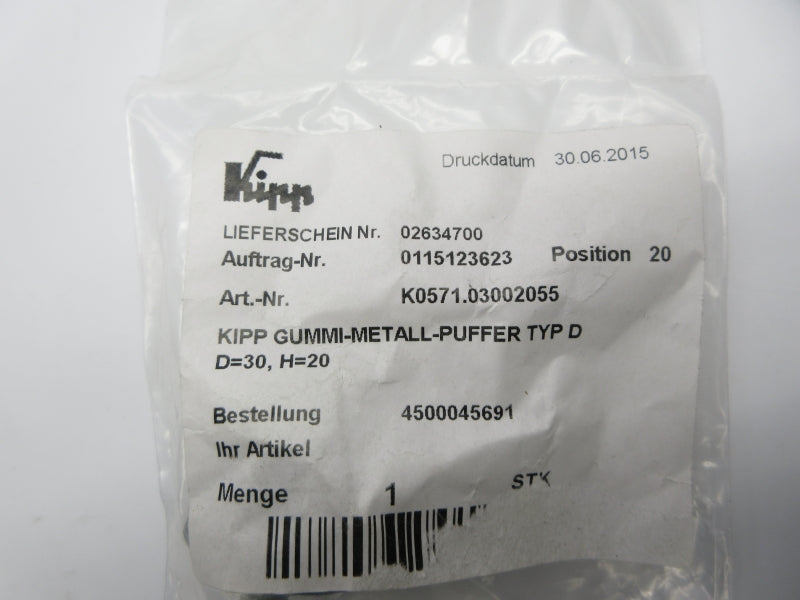 Kipp
Druckdatum 30.06.2015
LIEFERSCHEIN Nr. 02634700
Auftrag-Nr. 0115123623 Position 20
Art.-Nr. K0571.03002055
KIPP GUMMI-METALL-PUFFER TYP D
D=30, H=20
Bestellung 4500045691
Ihr Artikel
Menge 1 STK